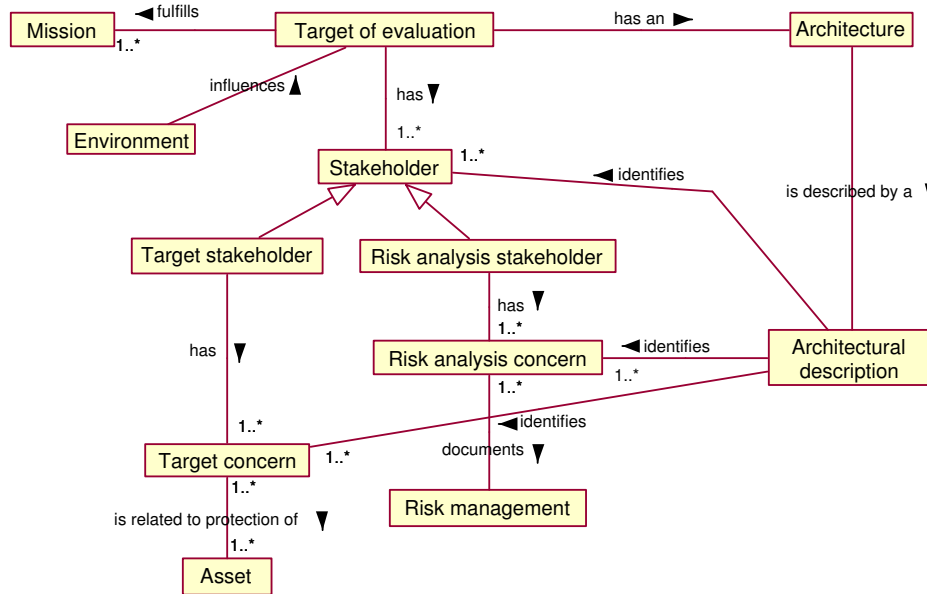 fulfills
has an
Mission
Target of evaluation
Architecture
1..*
influences
has
1..*
Environment
1..*
Stakeholder
identifies
is described by a
Target stakeholder
Risk analysis stakeholder
has
1..*
has
identifies
Risk analysis concern
Architectural
description
1..*
1..*
1..*
identifies
documents
Target concern
1..*
1..*
Risk management
is related to protection of
1..*
Asset